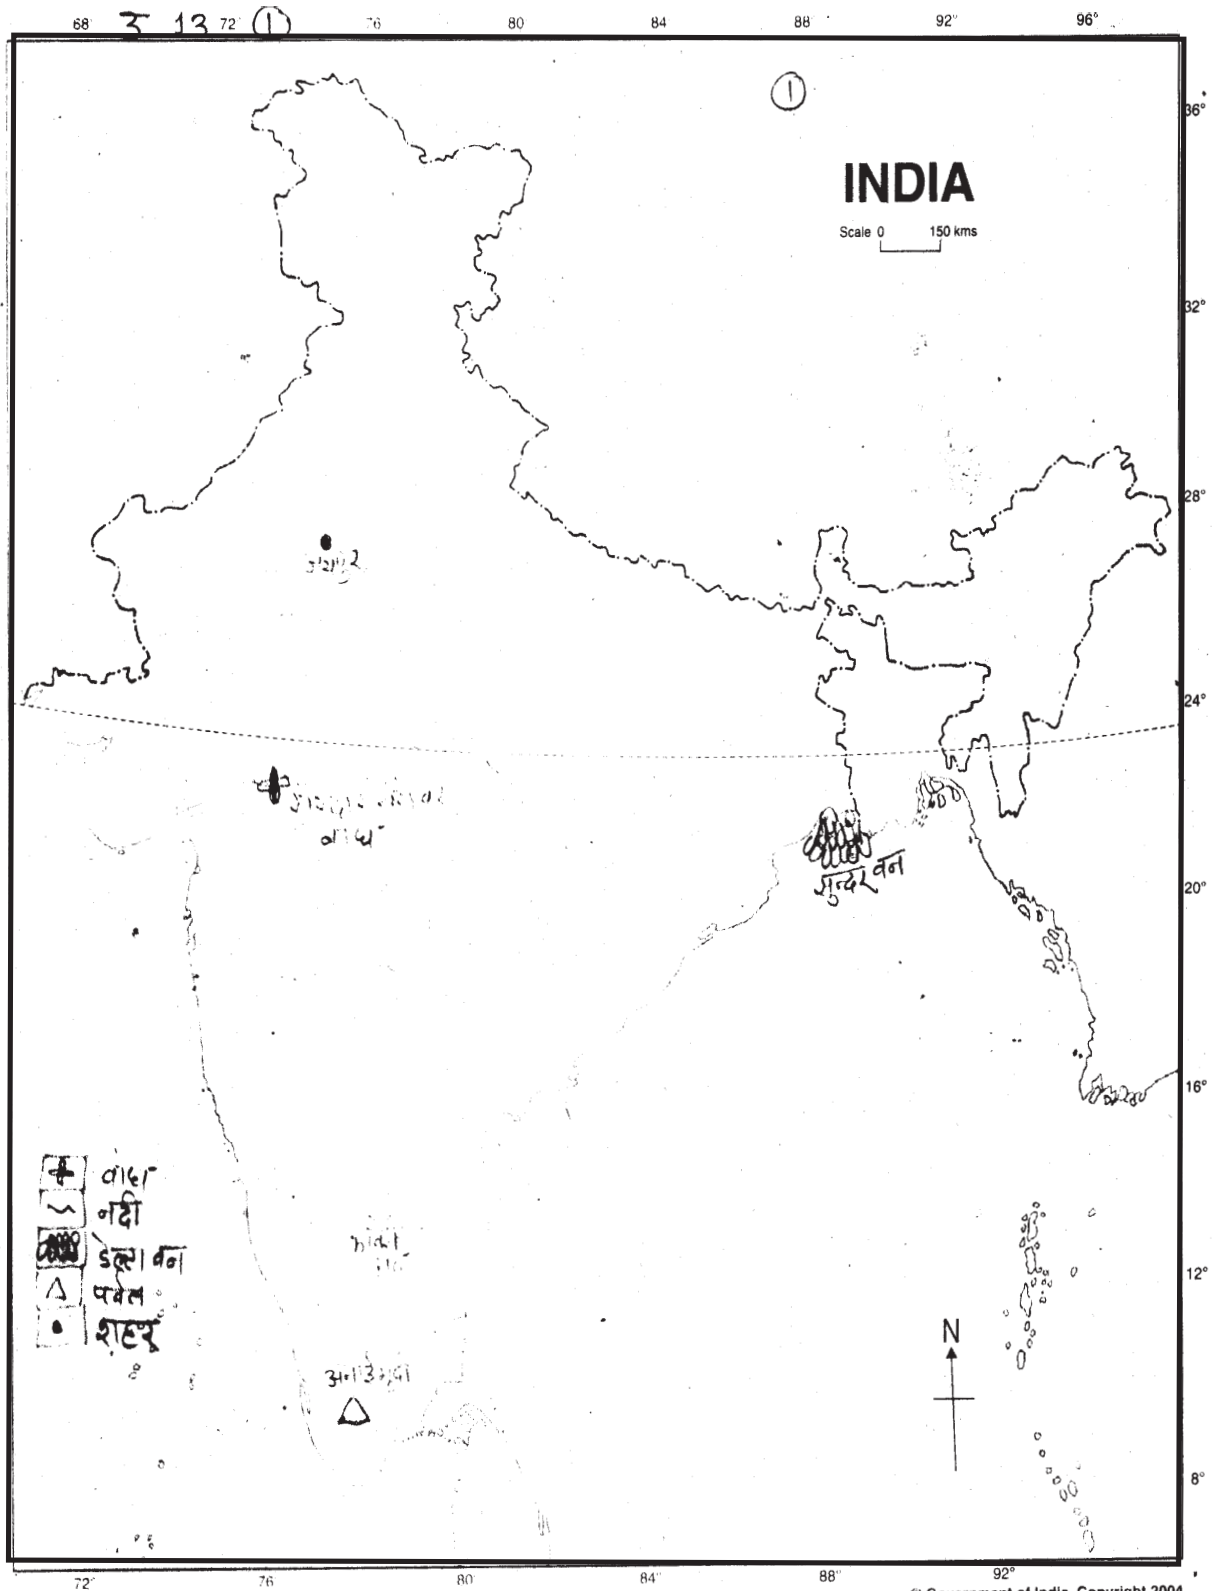 68° उ 13 72° ① 76 80 84 88 92° 96°
①
36°
INDIA
Scale 0 150 kms
32°
28°
जयपुर
24°
बांध
सुन्दर वन
20°
16°
बांध
नदी
डेल्टा वन
पर्वत
शहर
12°
N
अनाईमुदी
8°
72° 76 80 84° 88° 92°
© Government of India, Copyright 2004